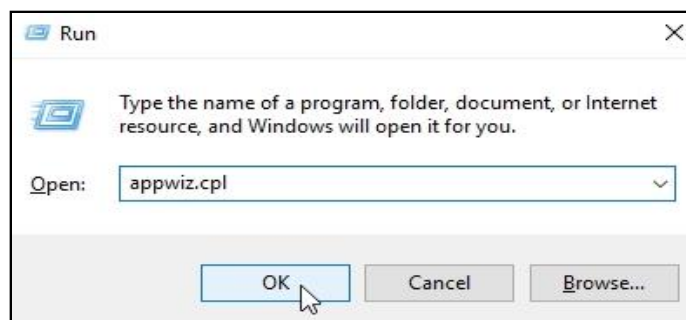 Run
Type the name of a program, folder, document, or Internet
resource, and Windows will open it for you.
Open: appwiz.cpl
OK Cancel Browse...